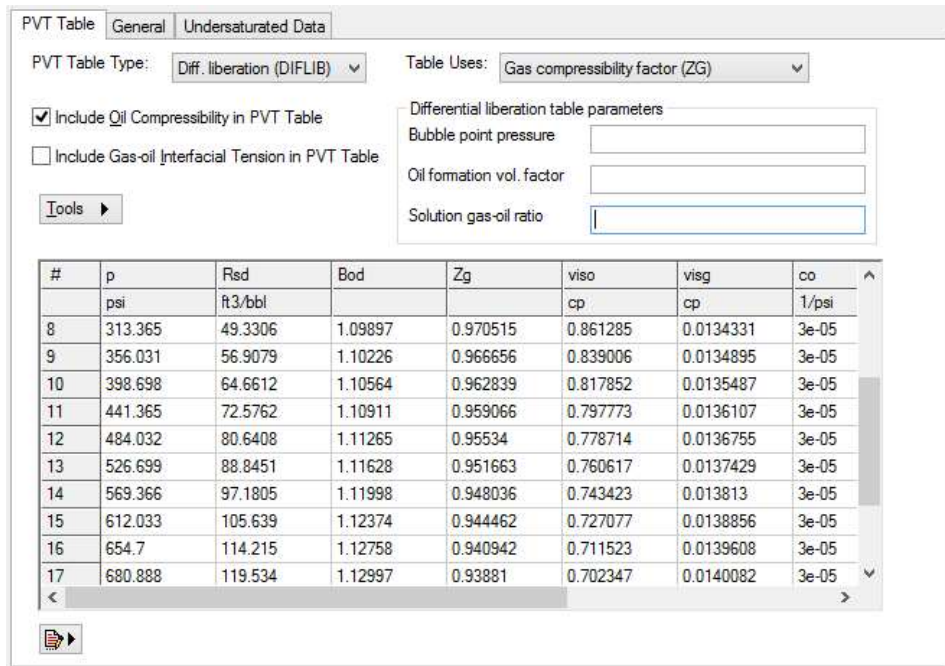 PVT Table General Undersaturated Data
PVT Table Type: Diff. liberation (DIFLIB) Table Uses: Gas compressibility factor (ZG)
Include Oil Compressibility in PVT Table
Include Gas-oil Interfacial Tension in PVT Table
Tools
Differential liberation table parameters
Bubble point pressure
Oil formation vol. factor
Solution gas-oil ratio
# p Rsd Bod Zg viso visg co
psi ft3/bbl cp cp 1/psi
8 313.365 49.3306 1.09897 0.970515 0.861285 0.0134331 3e-05
9 356.031 56.9079 1.10226 0.966656 0.839006 0.0134895 3e-05
10 398.698 64.6612 1.10564 0.962839 0.817852 0.0135487 3e-05
11 441.365 72.5762 1.10911 0.959066 0.797773 0.0136107 3e-05
12 484.032 80.6408 1.11265 0.95534 0.778714 0.0136755 3e-05
13 526.699 88.8451 1.11628 0.951663 0.760617 0.0137429 3e-05
14 569.366 97.1805 1.11998 0.948036 0.743423 0.013813 3e-05
15 612.033 105.639 1.12374 0.944462 0.727077 0.0138856 3e-05
16 654.7 114.215 1.12758 0.940942 0.711523 0.0139608 3e-05
17 680.888 119.534 1.12997 0.93881 0.702347 0.0140082 3e-05